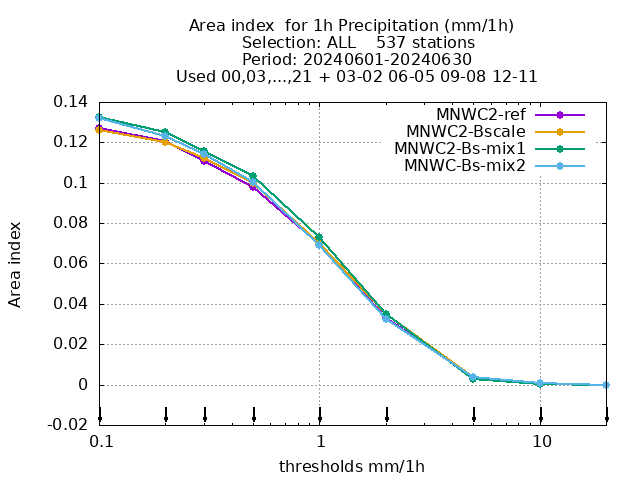 Area index  for 1h Precipitation (mm/1h)
Selection: ALL    537 stations
Period: 20240601-20240630
Used 00,03,...,21 + 03-02 06-05 09-08 12-11
0.14
0.12
0.1
0.08
0.06
0.04
0.02
0
-0.02
Area index
MNWC2-ref
MNWC2-Bscale
MNWC2-Bs-mix1
MNWC-Bs-mix2
0.1
1
10
thresholds mm/1h